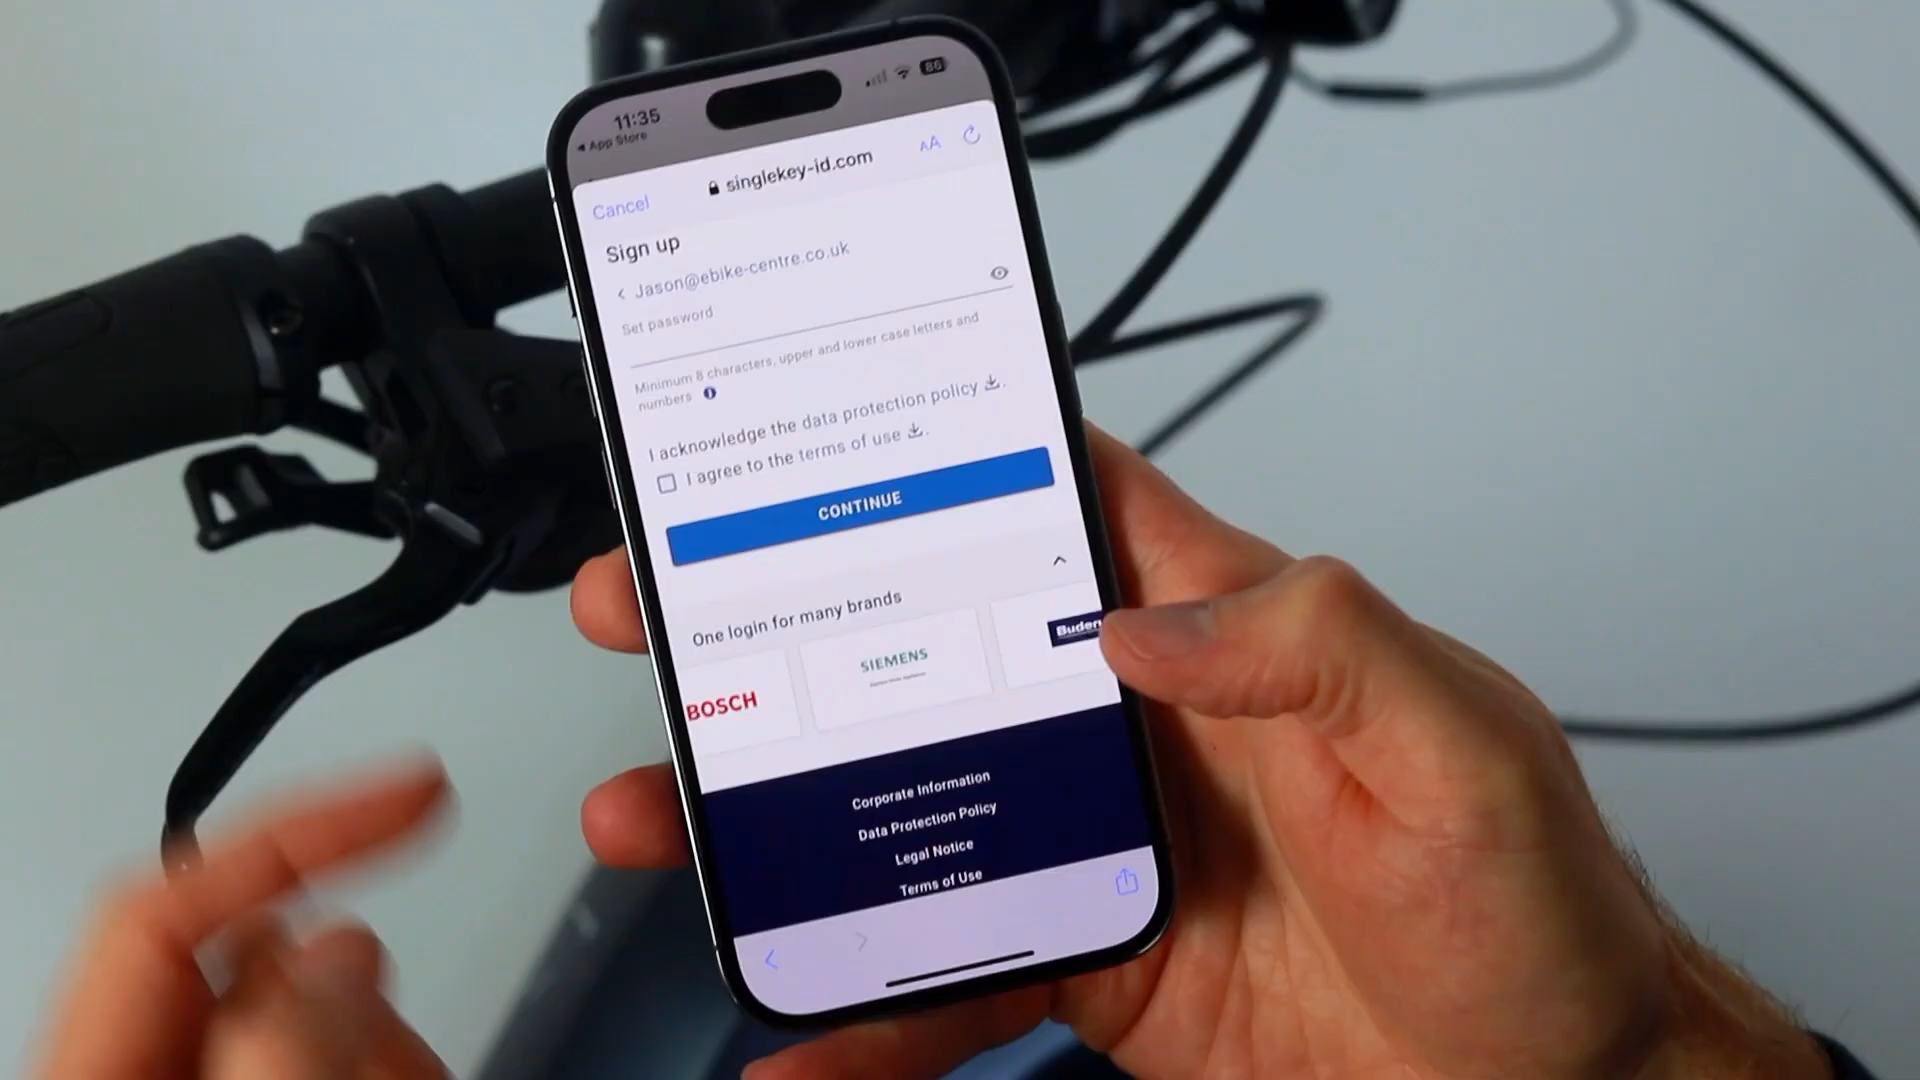 11:35
86
App Store
Cancel
singlekey-id.com
AA
Sign up
Jason@ebike-centre.co.uk
Set password
Minimum 8 characters, upper and lower case letters and
numbers
I acknowledge the data protection policy
I agree to the terms of use
CONTINUE
One login for many brands
BOSCH
SIEMENS
Buder
Corporate Information
Data Protection Policy
Legal Notice
Terms of Use